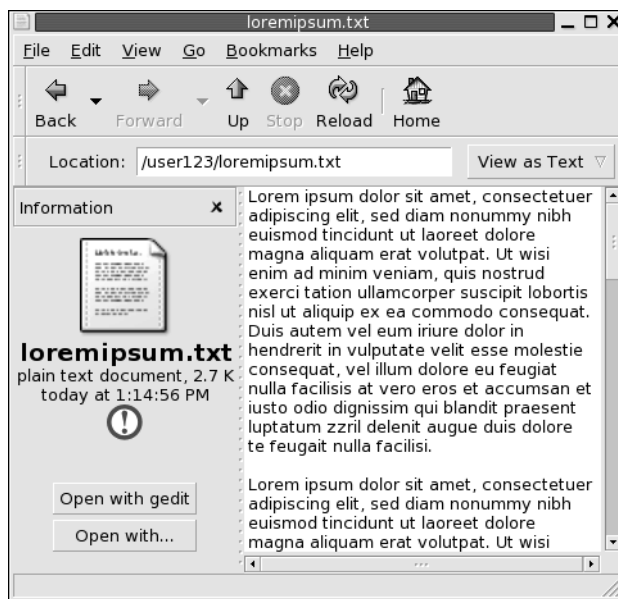 loremipsum.txt
File Edit View Go Bookmarks Help
Back Forward Up Stop Reload Home
Location: /user123/loremipsum.txt View as Text
Information
loremipsum.txt
plain text document, 2.7 K
today at 1:14:56 PM
Open with gedit
Open with...
Lorem ipsum dolor sit amet, consectetuer
adipiscing elit, sed diam nonummy nibh
euismod tincidunt ut laoreet dolore
magna aliquam erat volutpat. Ut wisi
enim ad minim veniam, quis nostrud
exerci tation ullamcorper suscipit lobortis
nisl ut aliquip ex ea commodo consequat.
Duis autem vel eum iriure dolor in
hendrerit in vulputate velit esse molestie
consequat, vel illum dolore eu feugiat
nulla facilisis at vero eros et accumsan et
iusto odio dignissim qui blandit praesent
luptatum zzril delenit augue duis dolore
te feugait nulla facilisi.
Lorem ipsum dolor sit amet, consectetuer
adipiscing elit, sed diam nonummy nibh
euismod tincidunt ut laoreet dolore
magna aliquam erat volutpat. Ut wisi